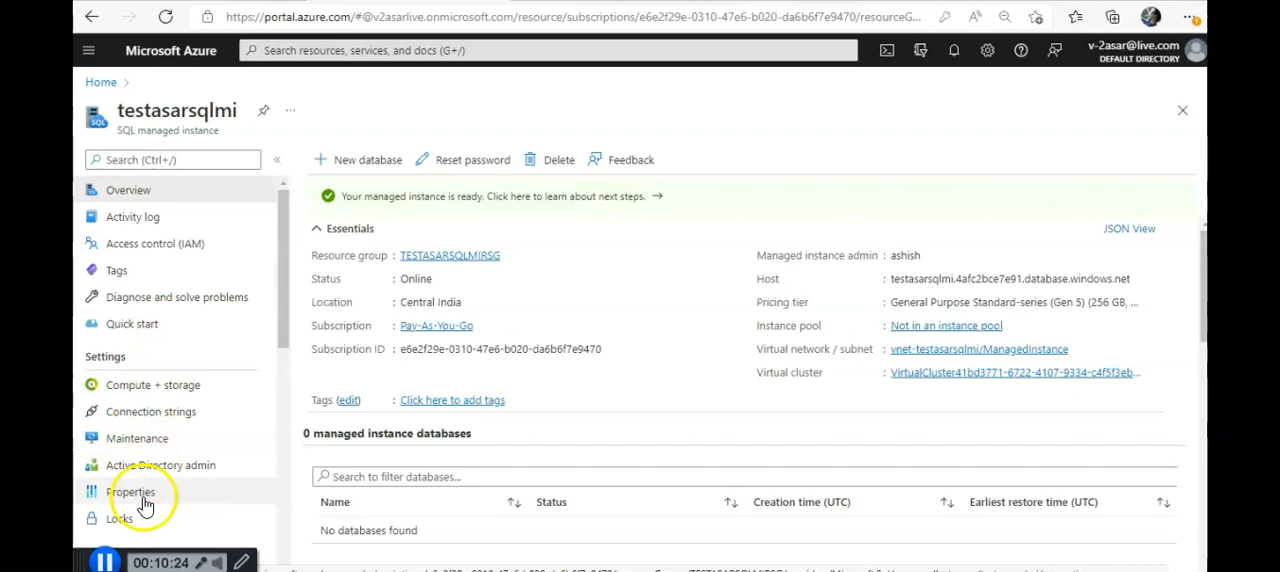 https://portal.azure.com/#@v2asarlive.onmicrosoft.com/resource/subscriptions/e6e2f29e-0310-47e6-b020-da6b6f7e9470/resourceG...
Microsoft Azure
Search resources, services, and docs (G+/)
v-2asar@live.com
DEFAULT DIRECTORY
Home >
testasarsqlmi
...
SQL managed instance
Search (Ctrl+/)
«
New database
Reset password
Delete
Feedback
Overview
Activity log
Access control (IAM)
Tags
Diagnose and solve problems
Quick start
Settings
Compute + storage
Connection strings
Maintenance
Active Directory admin
Properties
Locks
Your managed instance is ready. Click here to learn about next steps. →
Essentials
JSON View
Resource group : TESTASARSQLMIRSG
Status : Online
Location : Central India
Subscription : Pay-As-You-Go
Subscription ID : e6e2f29e-0310-47e6-b020-da6b6f7e9470
Managed instance admin : ashish
Host : testasarsqlmi.4afc2bce7e91.database.windows.net
Pricing tier : General Purpose Standard-series (Gen 5) (256 GB, ...
Instance pool : Not in an instance pool
Virtual network / subnet : vnet-testasarsqlmi/ManagedInstance
Virtual cluster : VirtualCluster41bd3771-6722-4107-9334-c4f5f3eb...
Tags (edit) : Click here to add tags
0 managed instance databases
Search to filter databases...
Name ↑↓ Status ↑↓ Creation time (UTC) ↑↓ Earliest restore time (UTC) ↑↓
No databases found
00:10:24